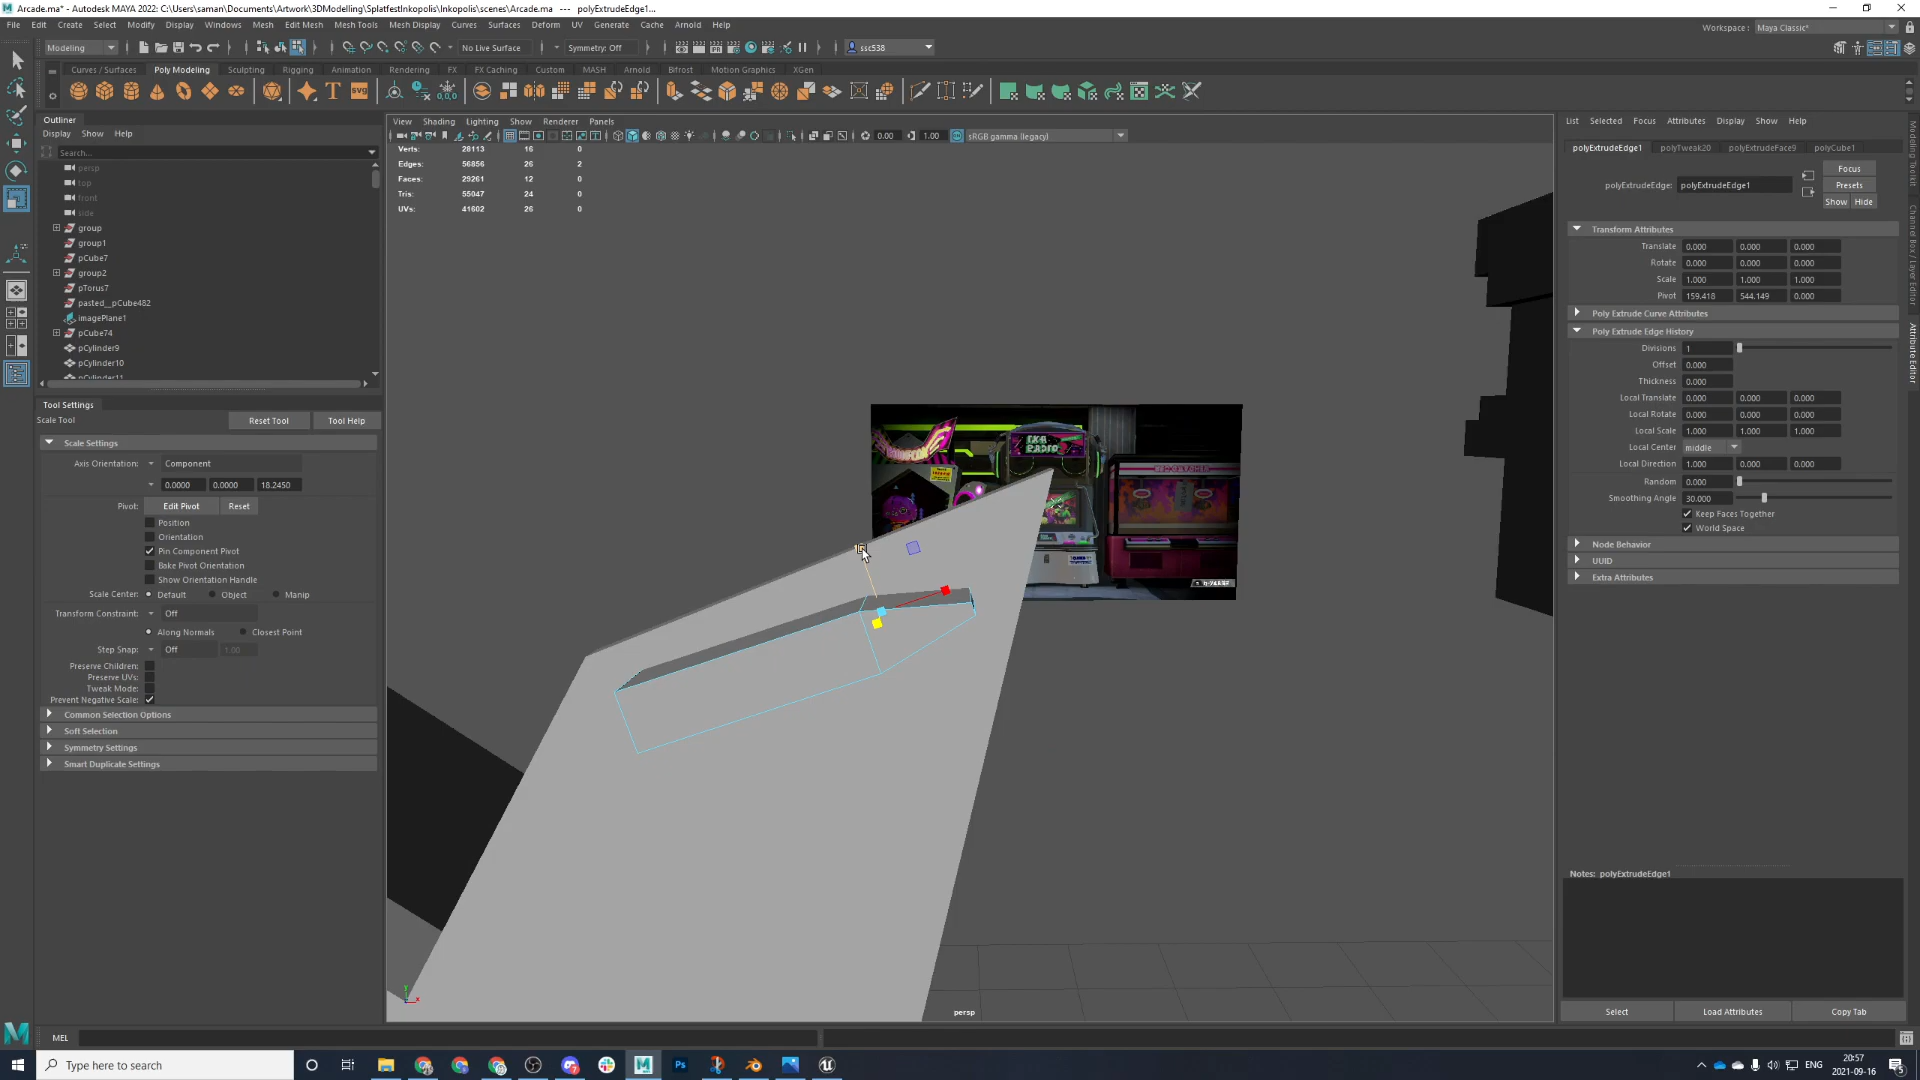 Arcade.ma* - Autodesk MAYA 2022: C:\Users\saman\Documents\Artwork\3DModelling\SplatfestInkopolis\Inkopolis\scenes\Arcade.ma   ---   polyExtrudeEdge1...
File Edit Create Select Modify Display Windows Mesh Edit Mesh Mesh Tools Mesh Display Curves Surfaces Deform UV Generate Cache Arnold Help
Workspace: Maya Classic*
Modeling No Live Surface Symmetry: Off ssc538
Curves / Surfaces Poly Modeling Sculpting Rigging Animation Rendering FX FX Caching Custom MASH Arnold Bifrost Motion Graphics XGen
SVG
Outliner
Display Show Help
Search...
persp
top
front
side
group
group1
pCube7
group2
pTorus7
pasted__pCube482
imagePlane1
pCube74
pCylinder9
pCylinder10
pCylinder11
Tool Settings
Scale Tool Reset Tool Tool Help
Scale Settings
Axis Orientation: Component
0.0000 0.0000 18.2450
Pivot: Edit Pivot Reset
Position
Orientation
Pin Component Pivot
Bake Pivot Orientation
Show Orientation Handle
Scale Center: Default Object Manip
Transform Constraint: Off
Along Normals Closest Point
Step Snap: Off 1.00
Preserve Children:
Preserve UVs:
Tweak Mode:
Prevent Negative Scale:
Common Selection Options
Soft Selection
Symmetry Settings
Smart Duplicate Settings
View Shading Lighting Show Renderer Panels
0.00 1.00 sRGB gamma (legacy)
Verts: 28113 16 0
Edges: 56856 26 2
Faces: 29261 12 0
Tris: 55047 24 0
UVs: 41602 26 0
RADIO
persp
List Selected Focus Attributes Display Show Help
polyExtrudeEdge1 polyTweak20 polyExtrudeFace9 polyCube1
polyExtrudeEdge: polyExtrudeEdge1
Focus
Presets
Show Hide
Transform Attributes
Translate 0.000 0.000 0.000
Rotate 0.000 0.000 0.000
Scale 1.000 1.000 1.000
Pivot 159.418 544.149 0.000
Poly Extrude Curve Attributes
Poly Extrude Edge History
Divisions 1
Offset 0.000
Thickness 0.000
Local Translate 0.000 0.000 0.000
Local Rotate 0.000 0.000 0.000
Local Scale 1.000 1.000 1.000
Local Center middle
Local Direction 1.000 0.000 0.000
Random 0.000
Smoothing Angle 30.000
Keep Faces Together
World Space
Node Behavior
UUID
Extra Attributes
Notes: polyExtrudeEdge1
Select Load Attributes Copy Tab
Modeling Toolkit
Channel Box / Layer Editor
Attribute Editor
MEL
Type here to search
ENG
20:57
2021-09-16